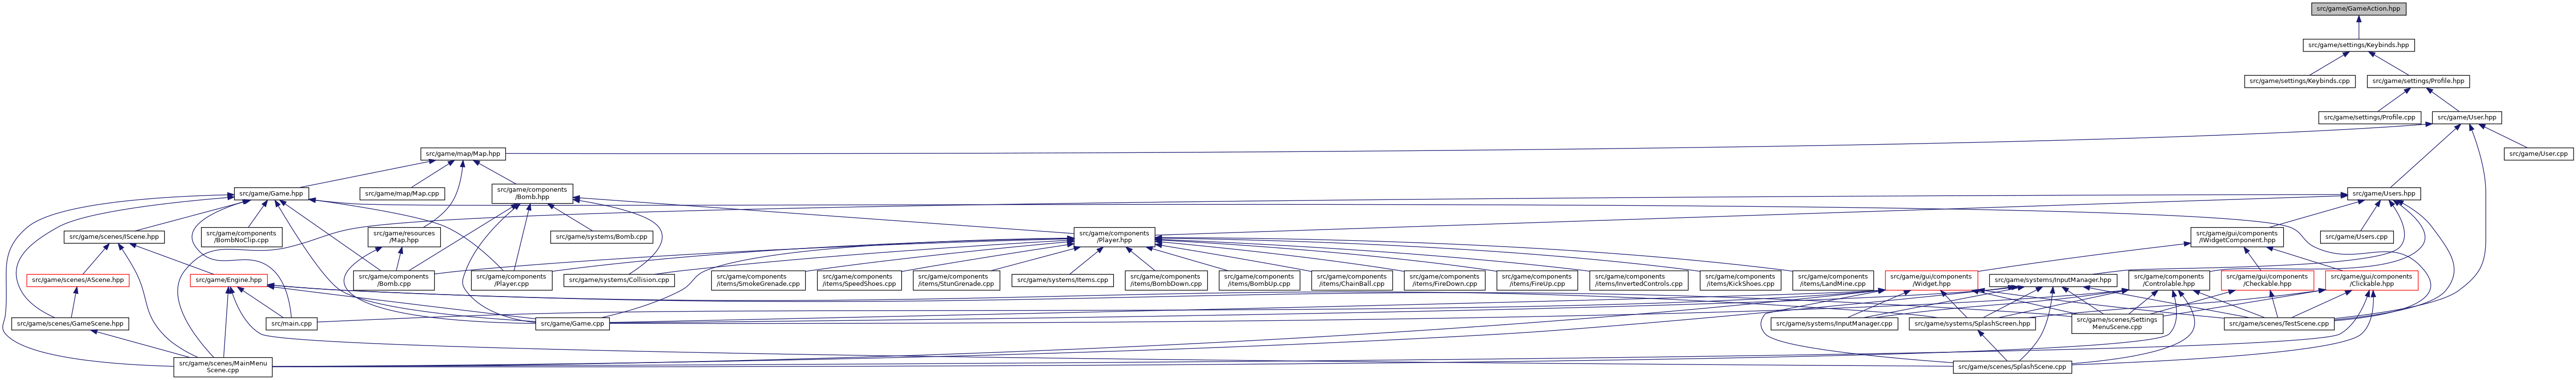 src/game/GameAction.hpp
src/game/settings/Keybinds.hpp
src/game/settings/Keybinds.cpp
src/game/settings/Profile.hpp
src/game/settings/Profile.cpp
src/game/User.hpp
src/game/map/Map.hpp
src/game/User.cpp
src/game/Game.hpp
src/game/map/Map.cpp
src/game/components
/Bomb.hpp
src/game/Users.hpp
src/game/scenes/IScene.hpp
src/game/components
/BombNoClip.cpp
src/game/resources
/Map.hpp
src/game/systems/Bomb.cpp
src/game/components
/Player.hpp
src/game/gui/components
/IWidgetComponent.hpp
src/game/Users.cpp
src/game/scenes/AScene.hpp
src/game/Engine.hpp
src/game/components
/Bomb.cpp
src/game/components
/Player.cpp
src/game/systems/Collision.cpp
src/game/components
/items/SmokeGrenade.cpp
src/game/components
/items/SpeedShoes.cpp
src/game/components
/items/StunGrenade.cpp
src/game/systems/Items.cpp
src/game/components
/items/BombDown.cpp
src/game/components
/items/BombUp.cpp
src/game/components
/items/ChainBall.cpp
src/game/components
/items/FireDown.cpp
src/game/components
/items/FireUp.cpp
src/game/components
/items/InvertedControls.cpp
src/game/components
/items/KickShoes.cpp
src/game/components
/items/LandMine.cpp
src/game/gui/components
/Widget.hpp
src/game/systems/InputManager.hpp
src/game/components
/Controlable.hpp
src/game/gui/components
/Checkable.hpp
src/game/gui/components
/Clickable.hpp
src/game/scenes/GameScene.hpp
src/main.cpp
src/game/Game.cpp
src/game/systems/InputManager.cpp
src/game/systems/SplashScreen.hpp
src/game/scenes/Settings
MenuScene.cpp
src/game/scenes/TestScene.cpp
src/game/scenes/MainMenu
Scene.cpp
src/game/scenes/SplashScene.cpp